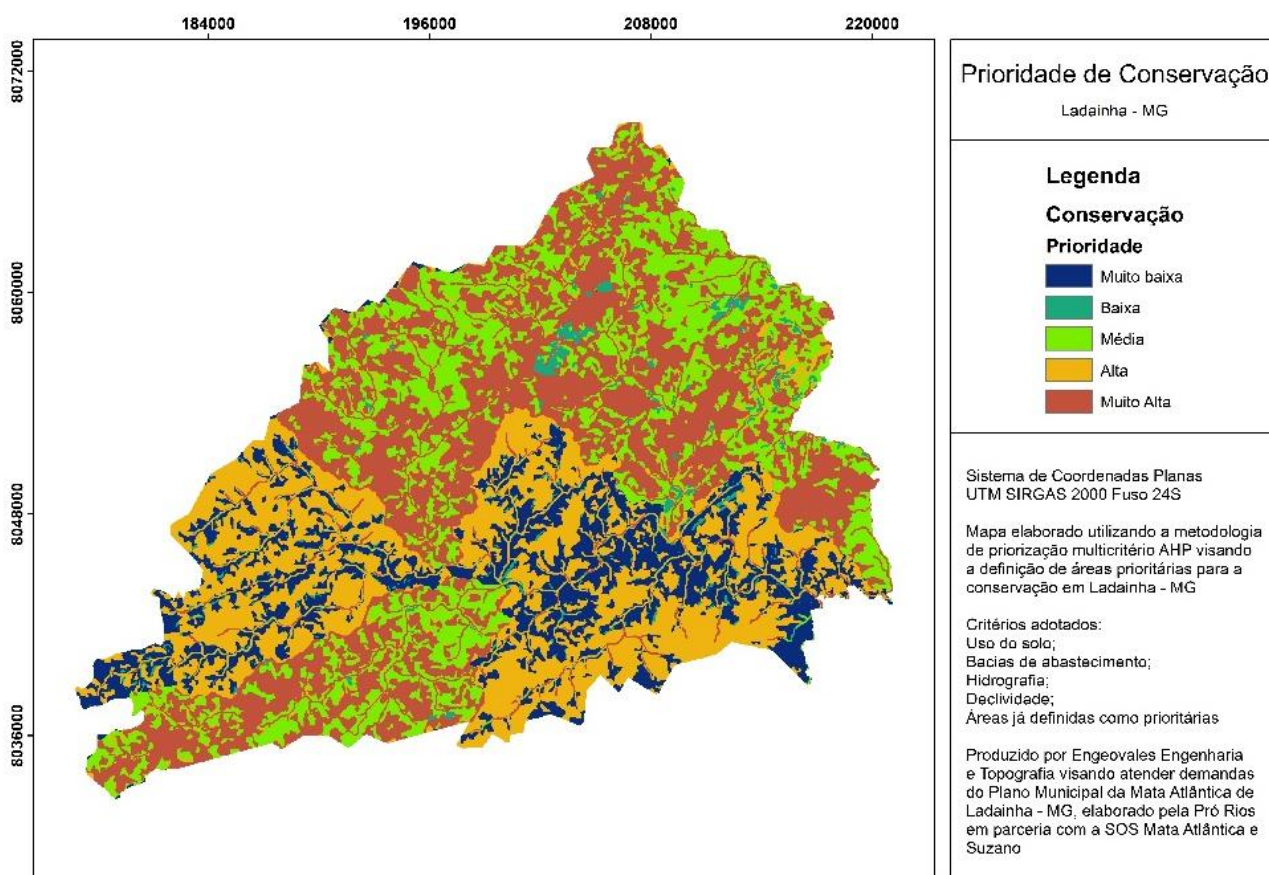 184000
196000
208000
220000
8072000
8060000
8048000
8036000
Prioridade de Conservação
Ladainha - MG
Legenda
Conservação
Prioridade
Muito baixa
Baixa
Média
Alta
Muito Alta
Sistema de Coordenadas Planas
UTM SIRGAS 2000 Fuso 24S
Mapa elaborado utilizando a metodologia
de priorização multicritério AHP visando
a definição de áreas prioritárias para a
conservação em Ladainha - MG
Critérios adotados:
Uso do solo;
Bacias de abastecimento;
Hidrografia;
Declividade;
Áreas já definidas como prioritárias
Produzido por Engeovales Engenharia
e Topografia visando atender demandas
do Plano Municipal da Mata Atlântica de
Ladainha - MG, elaborado pela Pró Rios
em parceria com a SOS Mata Atlântica e
Suzano